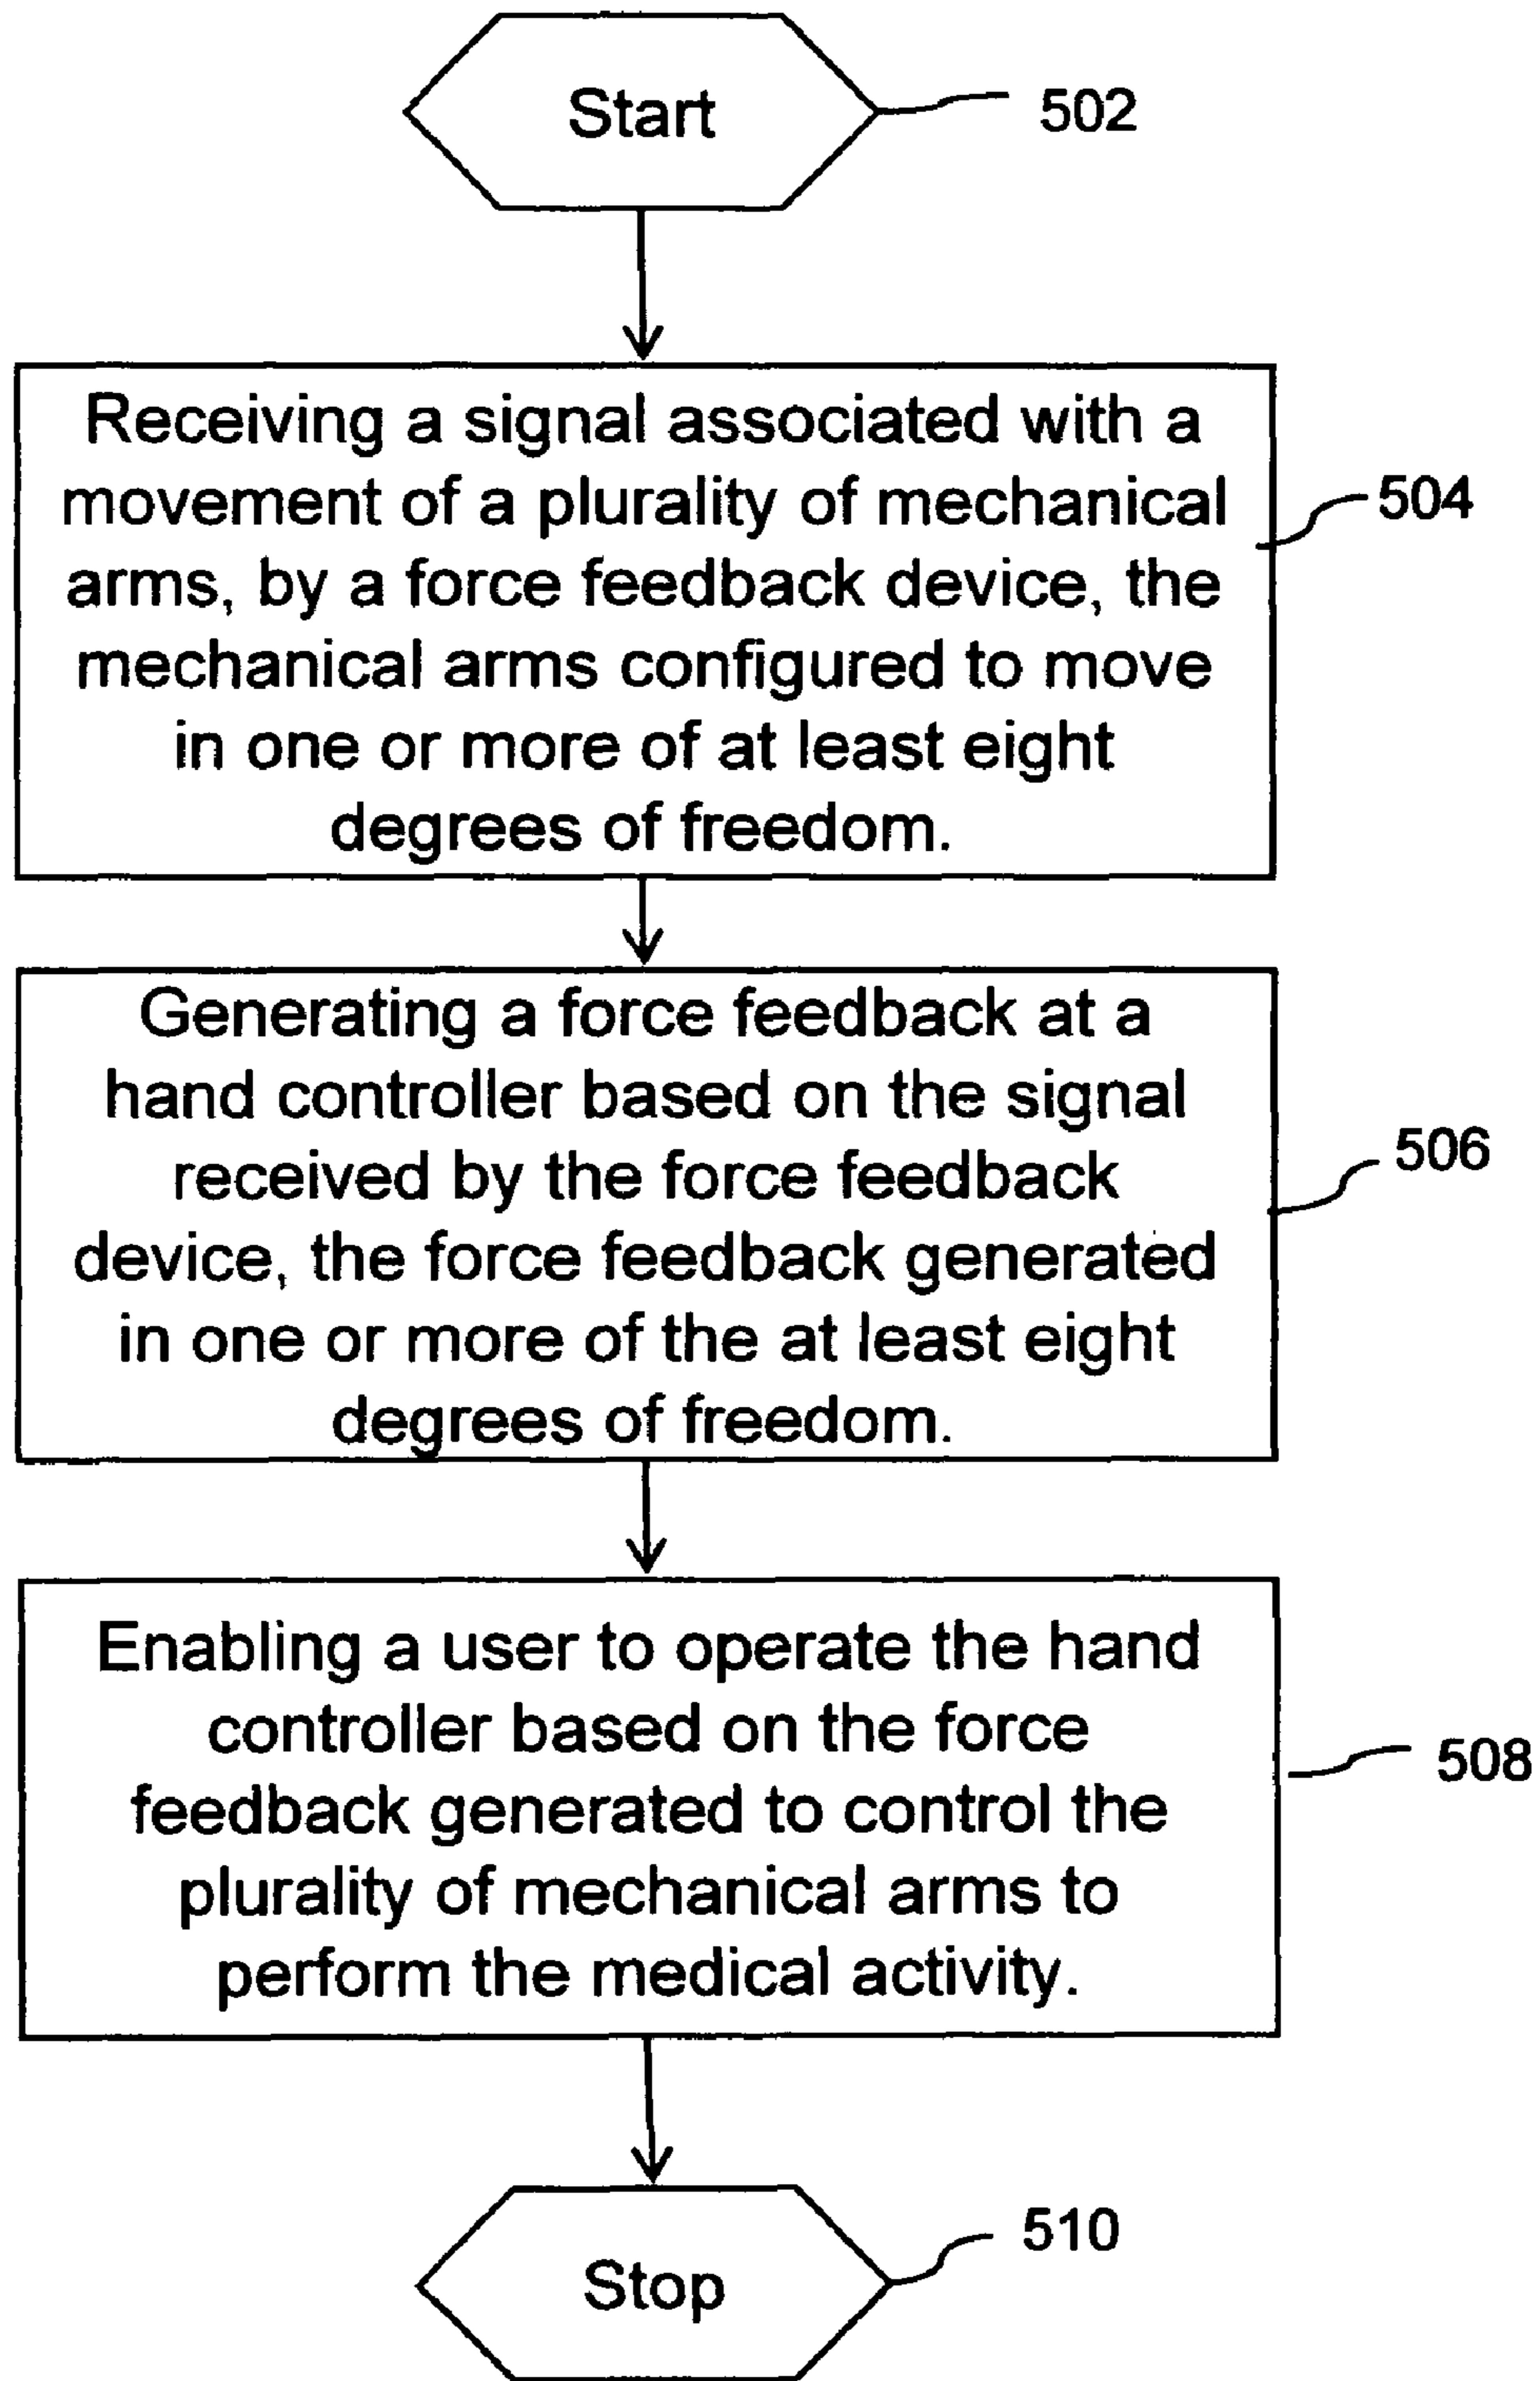 Start
502
Receiving a signal associated with a
movement of a plurality of mechanical
arms, by a force feedback device, the
mechanical arms configured to move
in one or more of at least eight
degrees of freedom.
504
Generating a force feedback at a
hand controller based on the signal
received by the force feedback
device, the force feedback generated
in one or more of the at least eight
degrees of freedom.
506
Enabling a user to operate the hand
controller based on the force
feedback generated to control the
plurality of mechanical arms to
perform the medical activity.
508
Stop
510